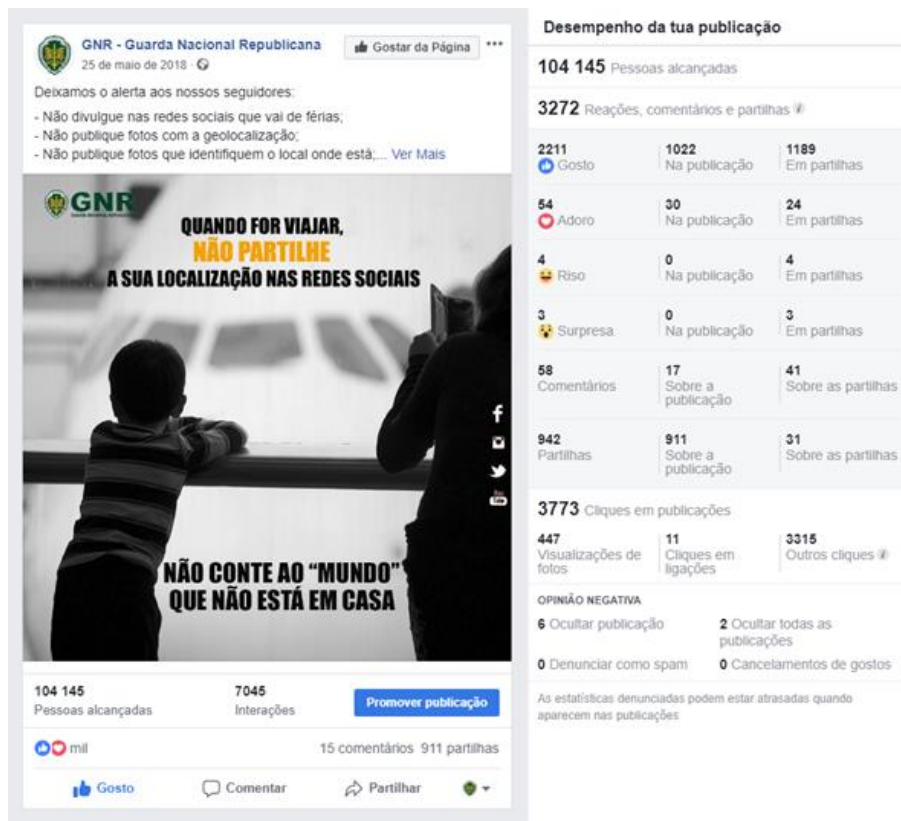 GNR - Guarda Nacional Republicana
Gostar da Página
25 de maio de 2018
Deixamos o alerta aos nossos seguidores:
- Não divulgue nas redes sociais que vai de férias;
- Não publique fotos com a geolocalização;
- Não publique fotos que identifiquem o local onde está;... Ver Mais
GNR
QUANDO FOR VIAJAR,
NÃO PARTILHE
A SUA LOCALIZAÇÃO NAS REDES SOCIAIS
NÃO CONTE AO “MUNDO”
QUE NÃO ESTÁ EM CASA
104 145
Pessoas alcançadas
7045
Interações
Promover publicação
mil
15 comentários 911 partilhas
Gosto
Comentar
Partilhar
Desempenho da tua publicação
104 145 Pessoas alcançadas
3272 Reações, comentários e partilhas
2211
Gosto
1022
Na publicação
1189
Em partilhas
54
Adoro
30
Na publicação
24
Em partilhas
4
Riso
0
Na publicação
4
Em partilhas
3
Surpresa
0
Na publicação
3
Em partilhas
58
Comentários
17
Sobre a
publicação
41
Sobre as partilhas
942
Partilhas
911
Sobre a
publicação
31
Sobre as partilhas
3773 Cliques em publicações
447
Visualizações de
fotos
11
Cliques em
ligações
3315
Outros cliques
OPINIÃO NEGATIVA
6 Ocultar publicação
2 Ocultar todas as
publicações
0 Denunciar como spam
0 Cancelamentos de gostos
As estatísticas denunciadas podem estar atrasadas quando
aparecem nas publicações